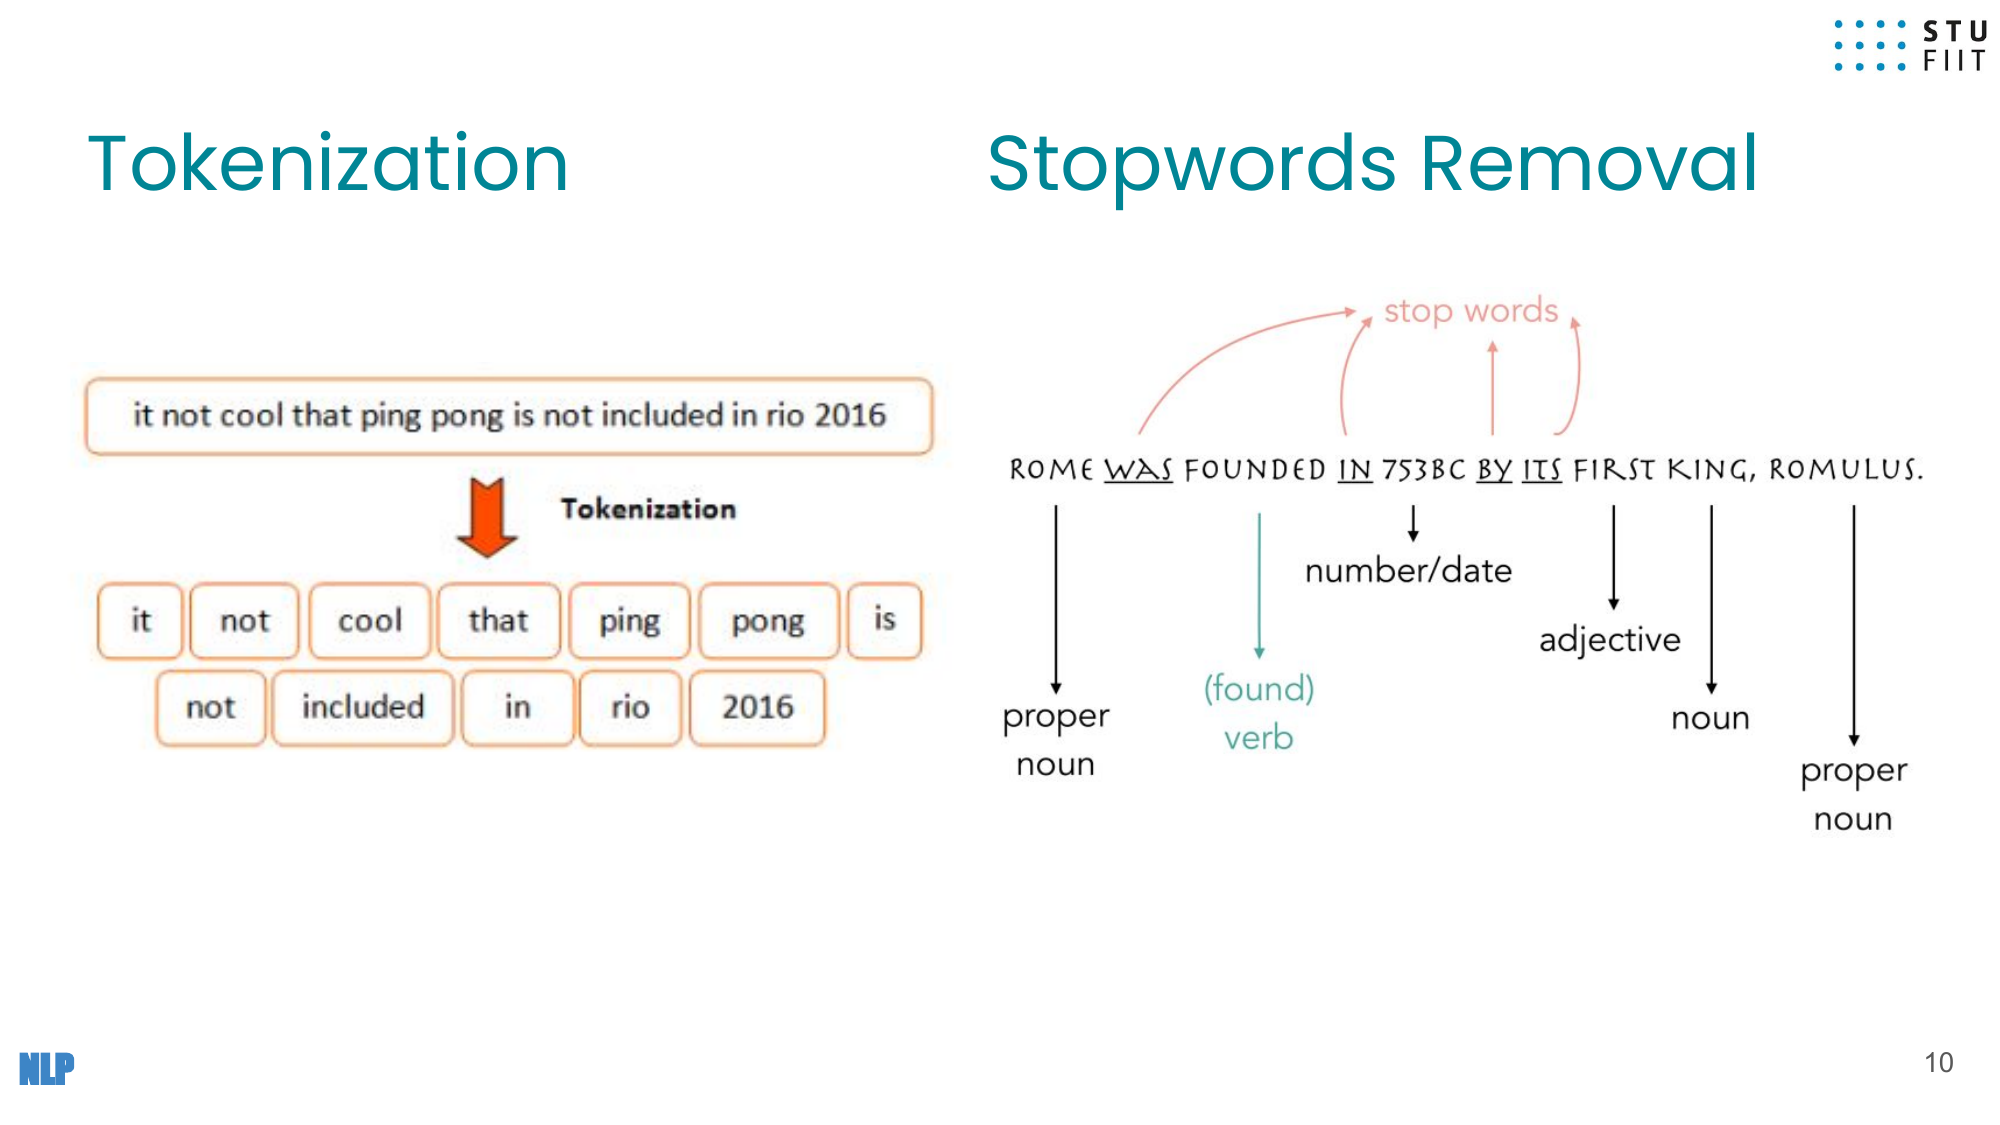 STU
FIIT
Tokenization
Stopwords Removal
it not cool that ping pong is not included in rio 2016
Tokenization
it not cool that ping pong is
not included in rio 2016
stop words
ROME WAS FOUNDED IN 753BC BY ITS FIRST KING, ROMULUS.
number/date
adjective
(found)
verb
proper
noun
noun
proper
noun
NLP
10